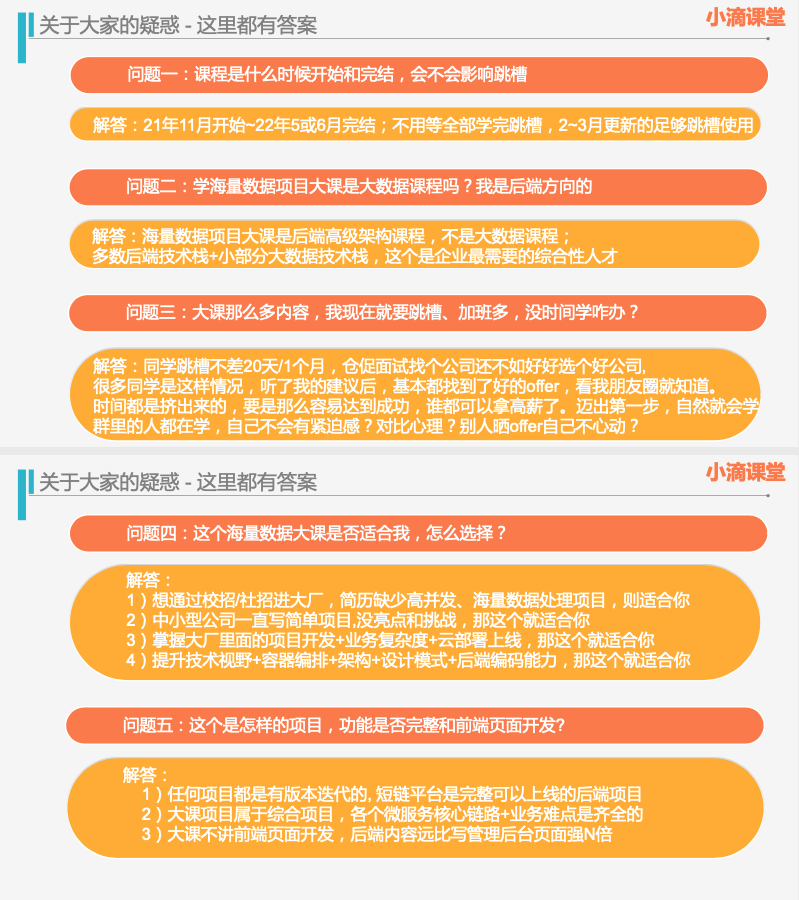 关于大家的疑惑 - 这里都有答案
小滴课堂
问题一：课程是什么时候开始和完结，会不会影响跳槽
解答：21年11月开始~22年5或6月完结；不用等全部学完跳槽，2~3月更新的足够跳槽使用
问题二：学海量数据项目大课是大数据课程吗？我是后端方向的
解答：海量数据项目大课是后端高级架构课程，不是大数据课程；
多数后端技术栈+小部分大数据技术栈，这个是企业最需要的综合性人才
问题三：大课那么多内容，我现在就要跳槽、加班多，没时间学咋办？
解答：同学跳槽不差20天/1个月，仓促面试找个公司还不如好好选个好公司,
很多同学是这样情况，听了我的建议后，基本都找到了好的offer，看我朋友圈就知道。
时间都是挤出来的，要是那么容易达到成功，谁都可以拿高薪了。迈出第一步，自然就会学
群里的人都在学，自己不会有紧迫感？对比心理？别人晒offer自己不心动？
关于大家的疑惑 - 这里都有答案
小滴课堂
问题四：这个海量数据大课是否适合我，怎么选择？
解答：
1）想通过校招/社招进大厂，简历缺少高并发、海量数据处理项目，则适合你
2）中小型公司一直写简单项目,没亮点和挑战，那这个就适合你
3）掌握大厂里面的项目开发+业务复杂度+云部署上线，那这个就适合你
4）提升技术视野+容器编排+架构+设计模式+后端编码能力，那这个就适合你
问题五：这个是怎样的项目，功能是否完整和前端页面开发?
解答：
1）任何项目都是有版本迭代的, 短链平台是完整可以上线的后端项目
2）大课项目属于综合项目，各个微服务核心链路+业务难点是齐全的
3）大课不讲前端页面开发，后端内容远比写管理后台页面强N倍